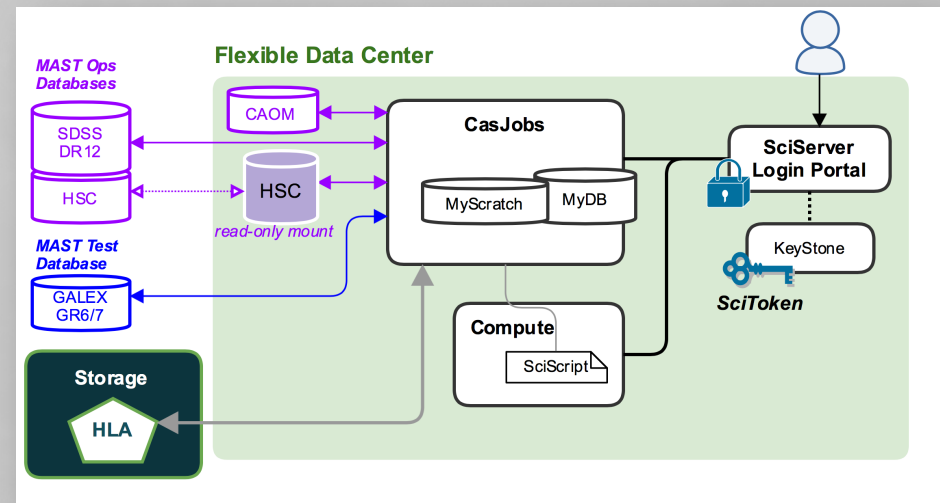 Flexible Data Center
MAST Ops
Databases
SDSS
DR12
HSC
CAOM
HSC
read-only mount
MAST Test
Database
GALEX
GR6/7
Storage
HLA
CasJobs
MyScratch
MyDB
Compute
SciScript
SciServer
Login Portal
KeyStone
SciToken